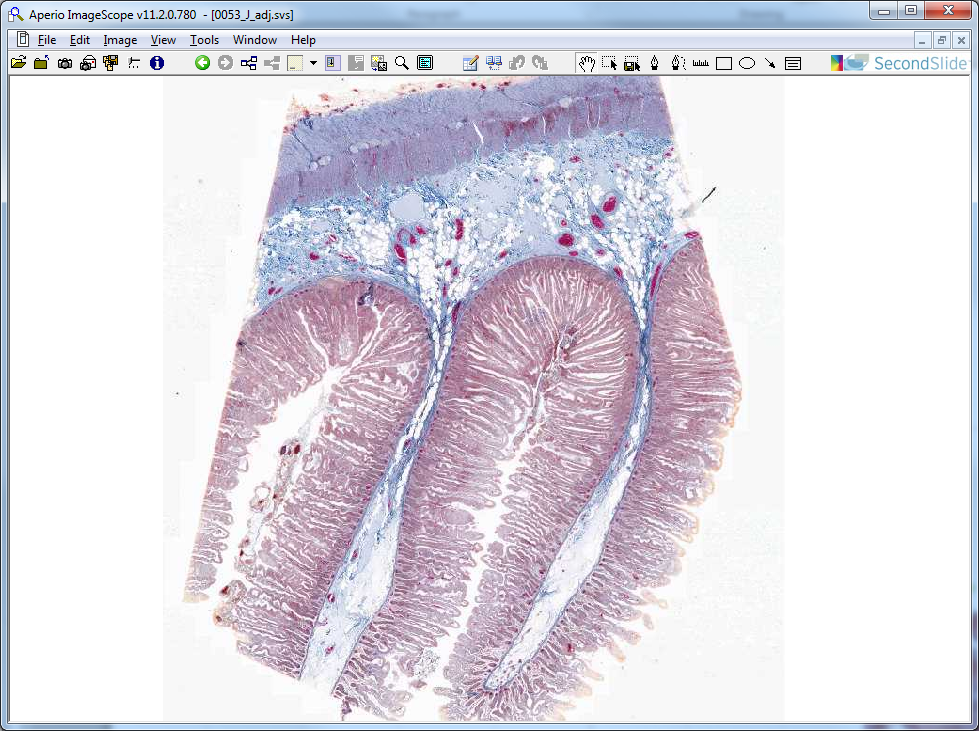 Aperio ImageScope v11.2.0.780 - [0053_J_adj.svs]
File Edit Image View Tools Window Help
SecondSlide